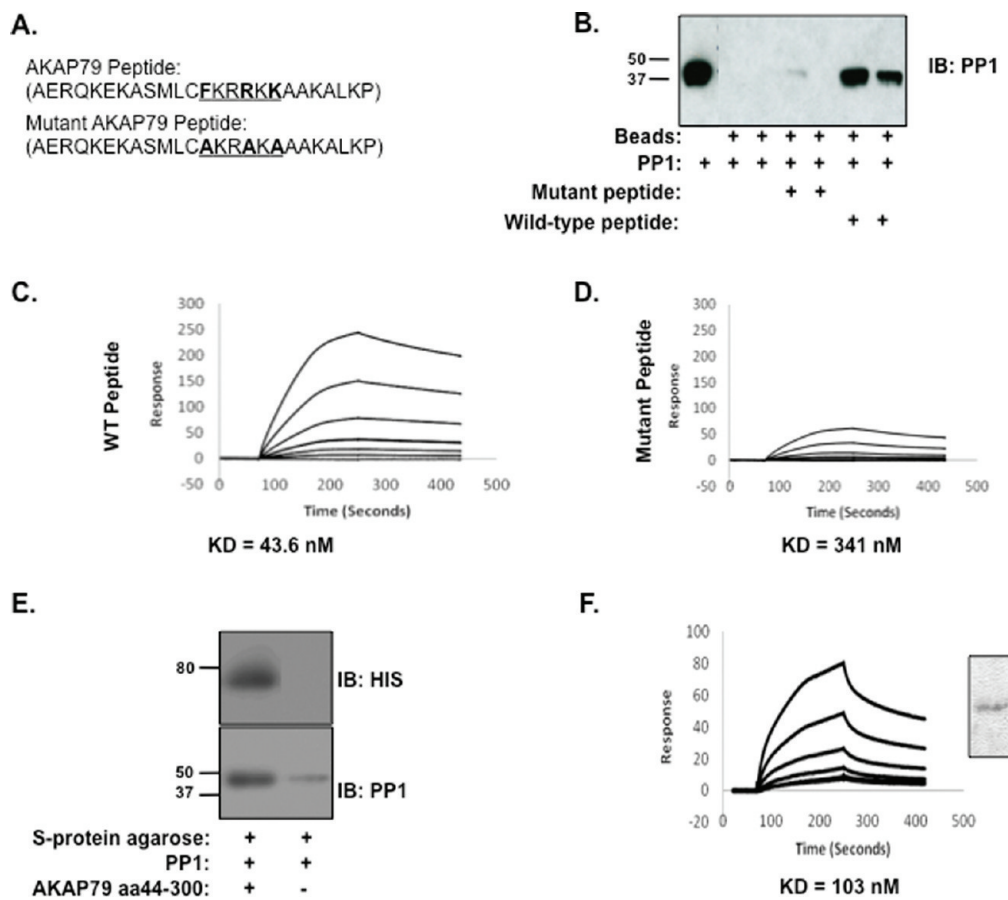 A.
AKAP79 Peptide:
(AERQKEKASMLCFKRRKKAAKALKP)
Mutant AKAP79 Peptide:
(AERQKEKASMLCAKRAKAAAKALKP)
B.
50
37
IB: PP1
Beads: + + + + + +
PP1: + + + + + + +
Mutant peptide: + +
Wild-type peptide: + +
C.
WT Peptide
Response
300
250
200
150
100
50
0
-50
0 100 200 300 400 500
Time (Seconds)
KD = 43.6 nM
D.
Mutant Peptide
Response
300
250
200
150
100
50
0
-50
0 100 200 300 400 500
Time (Seconds)
KD = 341 nM
E.
80
IB: HIS
50
37
IB: PP1
S-protein agarose: + +
PP1: + +
AKAP79 aa44-300: + -
F.
Response
100
80
60
40
20
0
-20
0 100 200 300 400 500
Time (Seconds)
KD = 103 nM